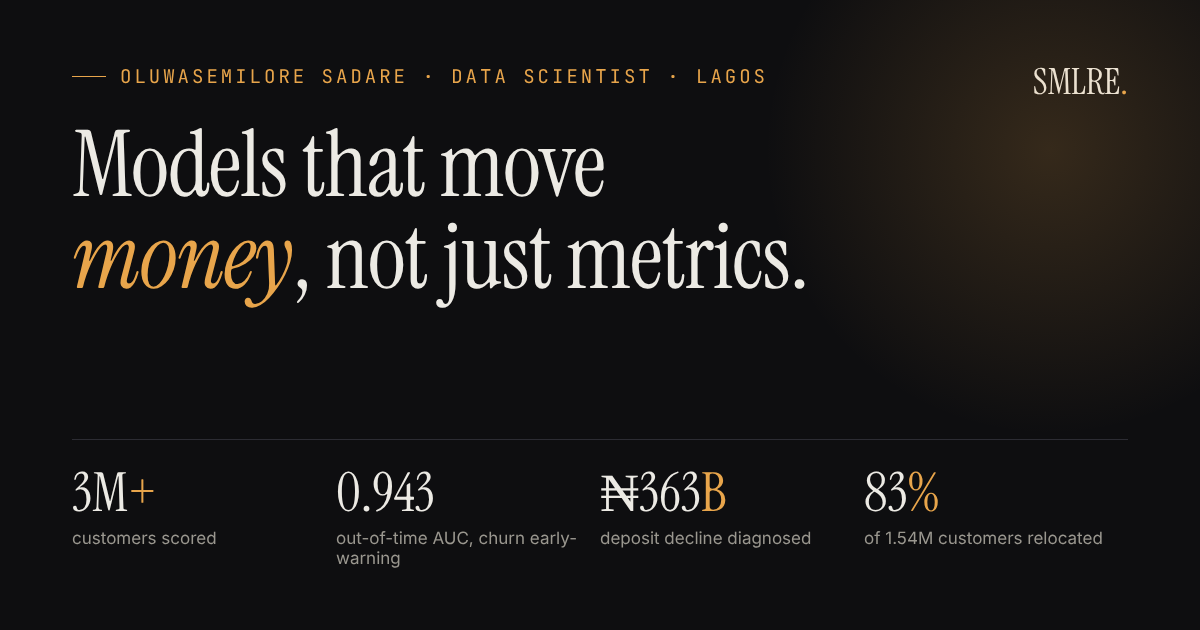 OLUWASEMILORE SADARE · DATA SCIENTIST · LAGOS
SMLRE.
Models that move
money, not just metrics.
3M+
customers scored
0.943
out-of-time AUC, churn early-
warning
₦363B
deposit decline diagnosed
83%
of 1.54M customers relocated